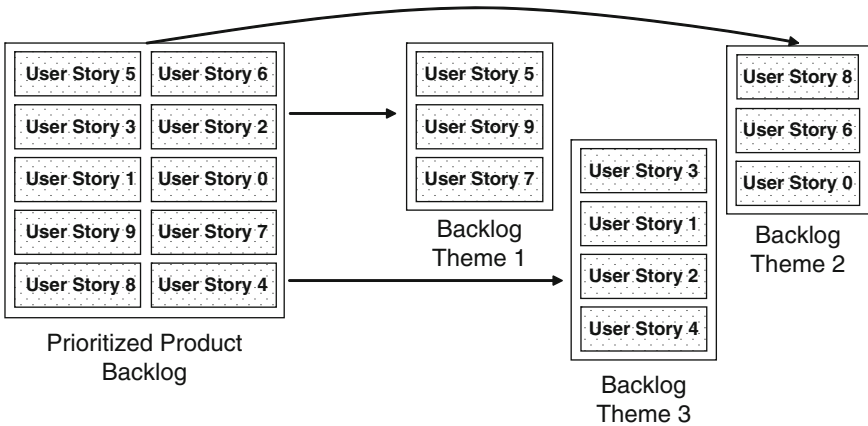 User Story 5
User Story 3
User Story 1
User Story 9
User Story 8
User Story 6
User Story 2
User Story 0
User Story 7
User Story 4
Prioritized Product
Backlog
User Story 5
User Story 9
User Story 7
Backlog
Theme 1
User Story 3
User Story 1
User Story 2
User Story 4
Backlog
Theme 3
User Story 8
User Story 6
User Story 0
Backlog
Theme 2